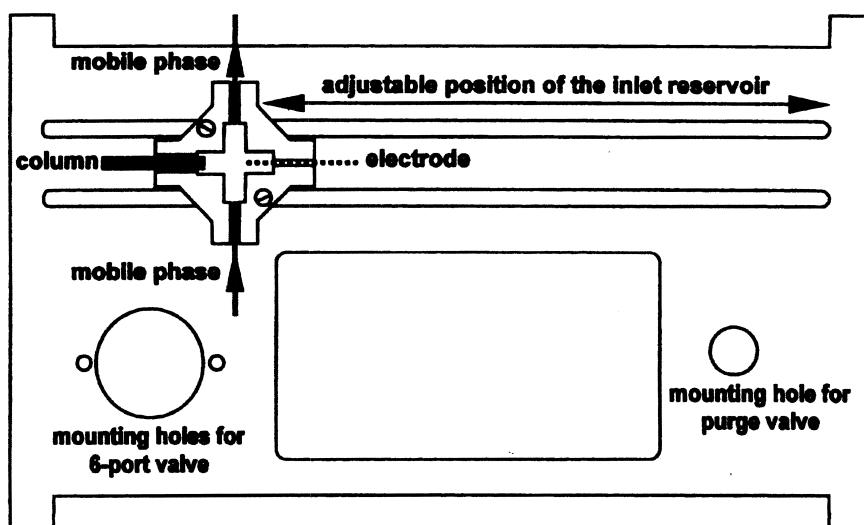 mobile phase
adjustable position of the inlet reservoir
column
electrode
mobile phase
mounting holes for
6-port valve
mounting hole for
purge valve